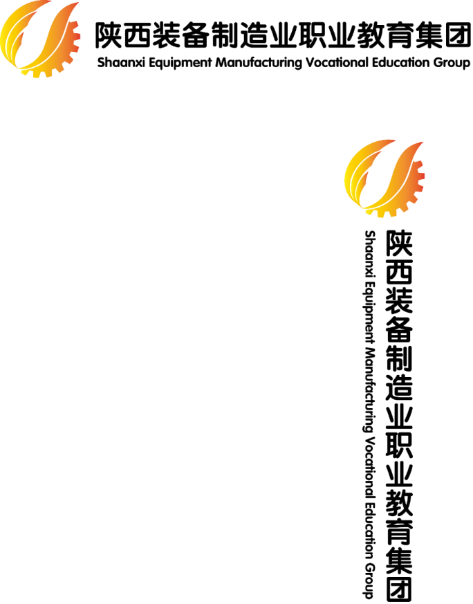 陕西装备制造业职业教育集团
Shaanxi Equipment Manufacturing Vocational Education Group
陕西装备制造业职业教育集团
Shaanxi Equipment Manufacturing Vocational Education Group